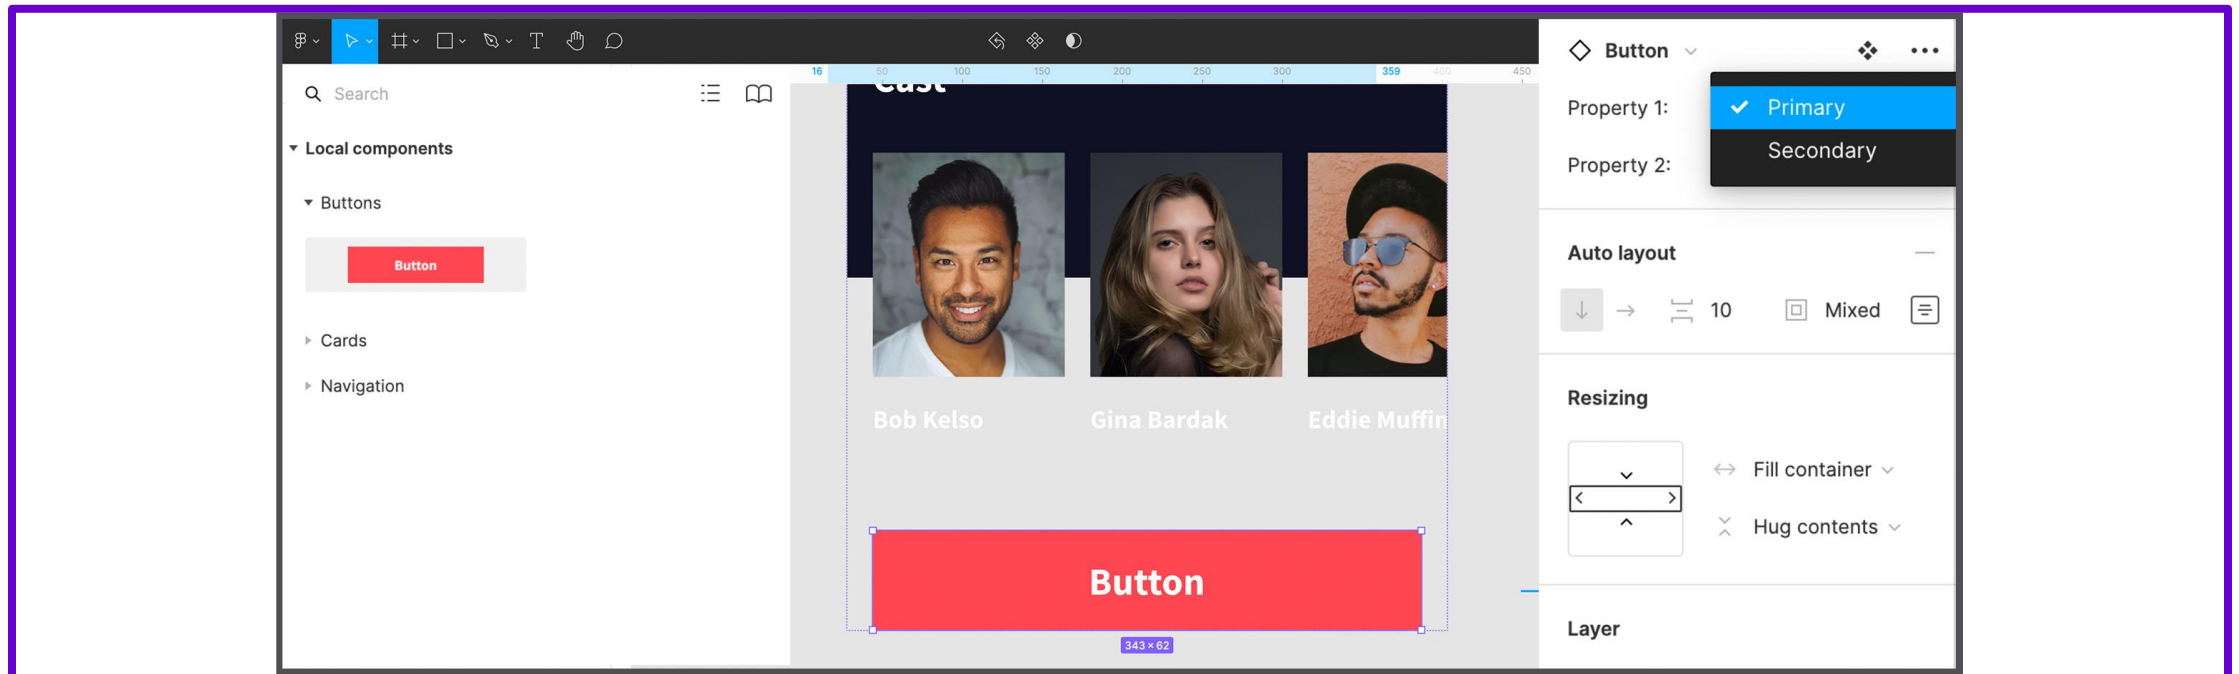 Search
Local components
Buttons
Button
Cards
Navigation
16 50 100 150 200 250 300 359 400 450
Cast
Bob Kelso
Gina Bardak
Eddie Muffin
Button
343 × 62
Button
Property 1:
Primary
Secondary
Property 2:
Auto layout
10
Mixed
Resizing
Fill container
Hug contents
Layer